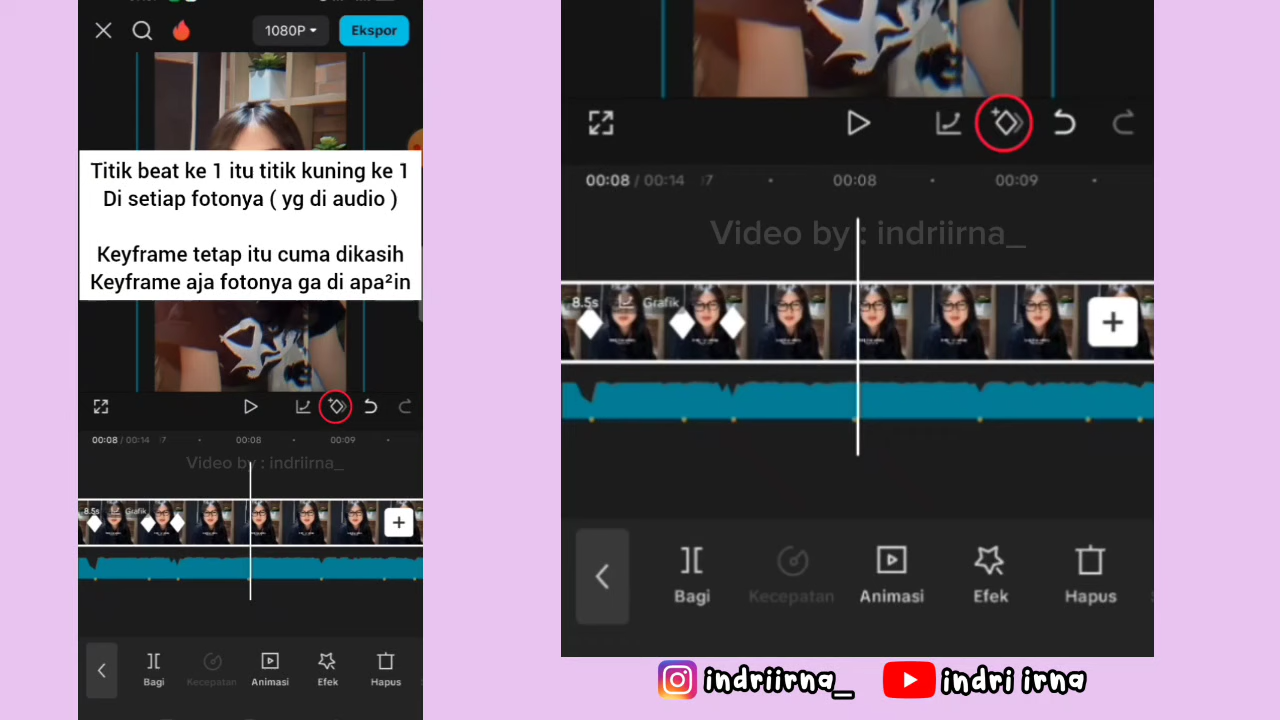 1080P
Ekspor
Titik beat ke 1 itu titik kuning ke 1
Di setiap fotonya ( yg di audio )
Keyframe tetap itu cuma dikasih
Keyframe aja fotonya ga di apa²in
00:08 / 00:14
00:08
00:09
Video by : indriirna_
8.5s
Grafik
Bagi
Kecepatan
Animasi
Efek
Hapus
00:08 / 00:14
00:08
00:09
Video by : indriirna_
8.5s
Grafik
Bagi
Kecepatan
Animasi
Efek
Hapus
indriirna_
indri irna